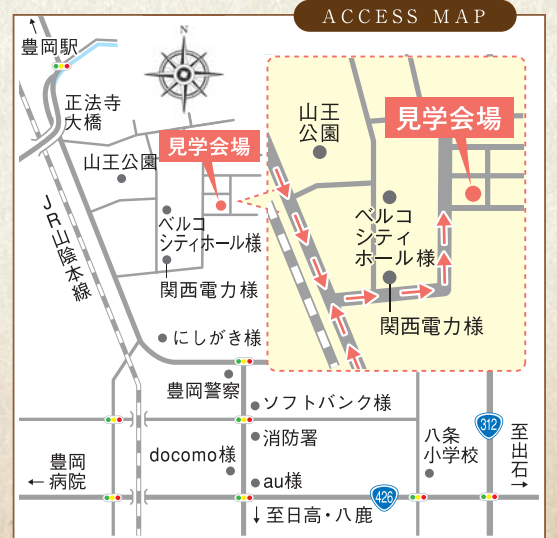 ACCESS MAP
豊岡駅
N
正法寺
大橋
山王公園
見学会場
JR山陰本線
ベルコ
シティホール様
関西電力様
山王
公園
見学会場
ベルコ
シティ
ホール様
関西電力様
にしがき様
豊岡警察
ソフトバンク様
消防署
docomo様
au様
豊岡
←病院
八条
小学校
312
至出石→
426
↓至日高・八鹿